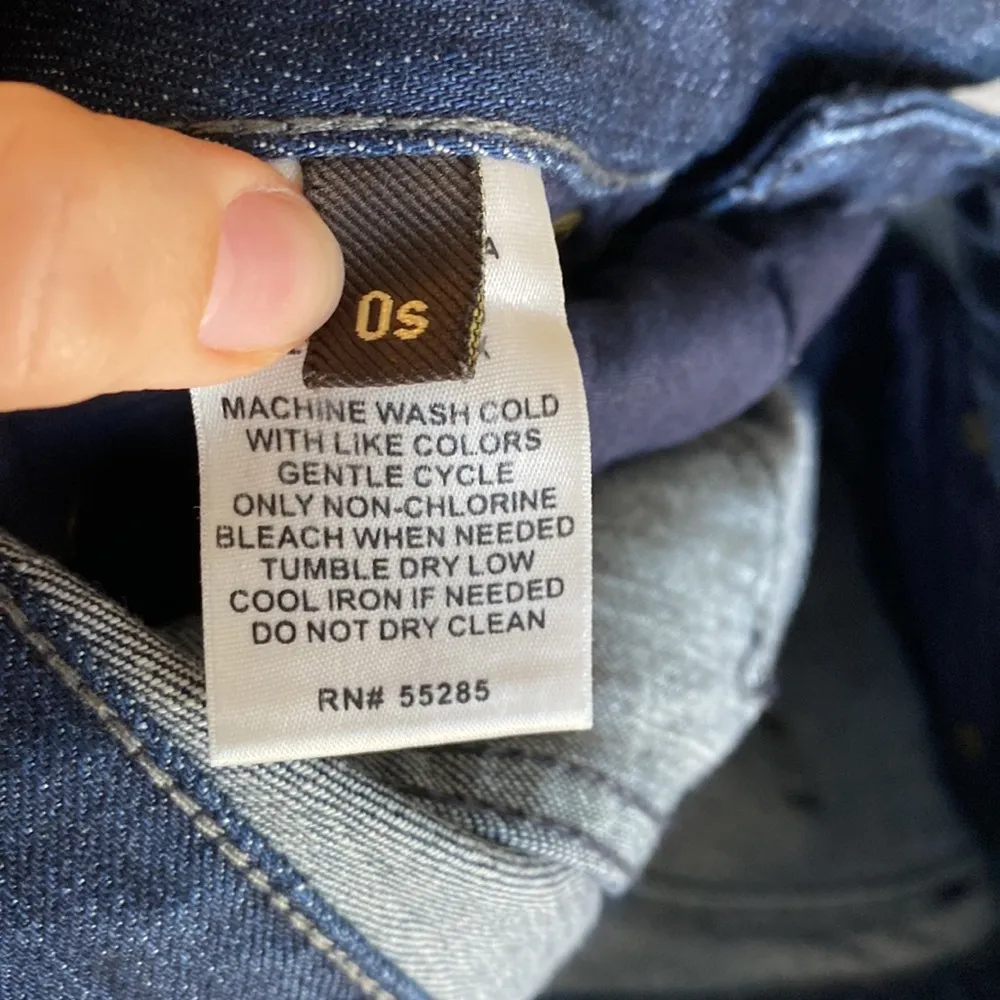 0s
MACHINE WASH COLD
WITH LIKE COLORS
GENTLE CYCLE
ONLY NON-CHLORINE
BLEACH WHEN NEEDED
TUMBLE DRY LOW
COOL IRON IF NEEDED
DO NOT DRY CLEAN
RN# 55285